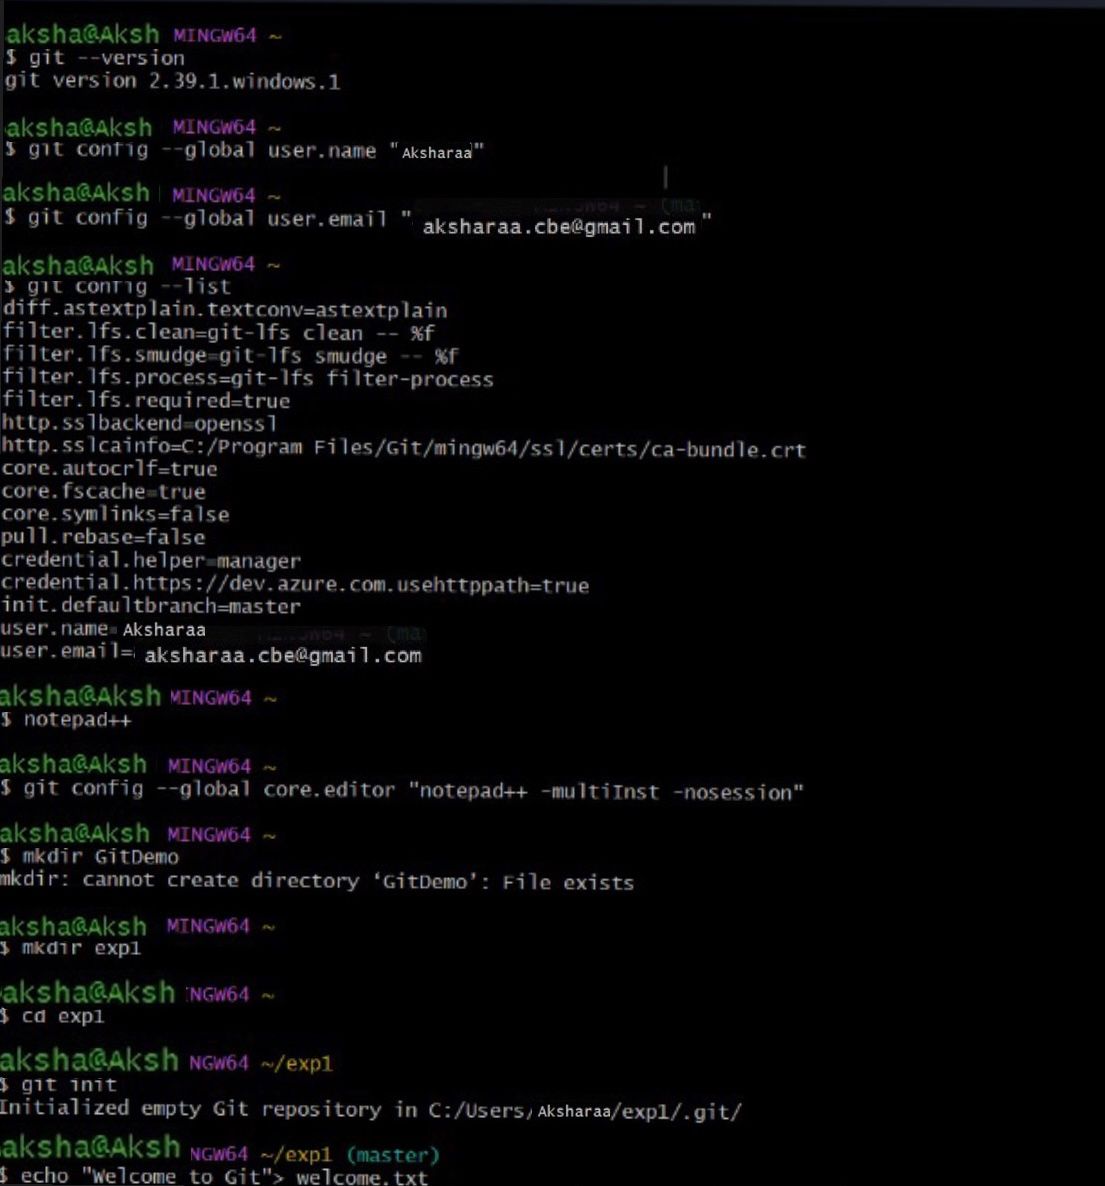 aksha@Aksh MINGW64 ~
$ git --version
git version 2.39.1.windows.1
aksha@Aksh MINGW64 ~
$ git config --global user.name "Aksharaa"
aksha@Aksh MINGW64 ~
$ git config --global user.email "aksharaa.cbe@gmail.com"
aksha@Aksh MINGW64 ~
$ git config --list
diff.astextplain.textconv=astextplain
filter.lfs.clean=git-lfs clean -- %f
filter.lfs.smudge=git-lfs smudge -- %f
filter.lfs.process=git-lfs filter-process
filter.lfs.required=true
http.sslbackend=openssl
http.sslcainfo=C:/Program Files/Git/mingw64/ssl/certs/ca-bundle.crt
core.autocrlf=true
core.fscache=true
core.symlinks=false
pull.rebase=false
credential.helper=manager
credential.https://dev.azure.com.usehttppath=true
init.defaultbranch=master
user.name=Aksharaa
user.email=aksharaa.cbe@gmail.com
aksha@Aksh MINGW64 ~
$ notepad++
aksha@Aksh MINGW64 ~
$ git config --global core.editor "notepad++ -multiInst -nosession"
aksha@Aksh MINGW64 ~
$ mkdir GitDemo
mkdir: cannot create directory ‘GitDemo’: File exists
aksha@Aksh MINGW64 ~
$ mkdir exp1
aksha@Aksh NGW64 ~
$ cd exp1
aksha@Aksh NGW64 ~/exp1
$ git init
Initialized empty Git repository in C:/Users/Aksharaa/exp1/.git/
aksha@Aksh NGW64 ~/exp1 (master)
$ echo "Welcome to Git"> welcome.txt